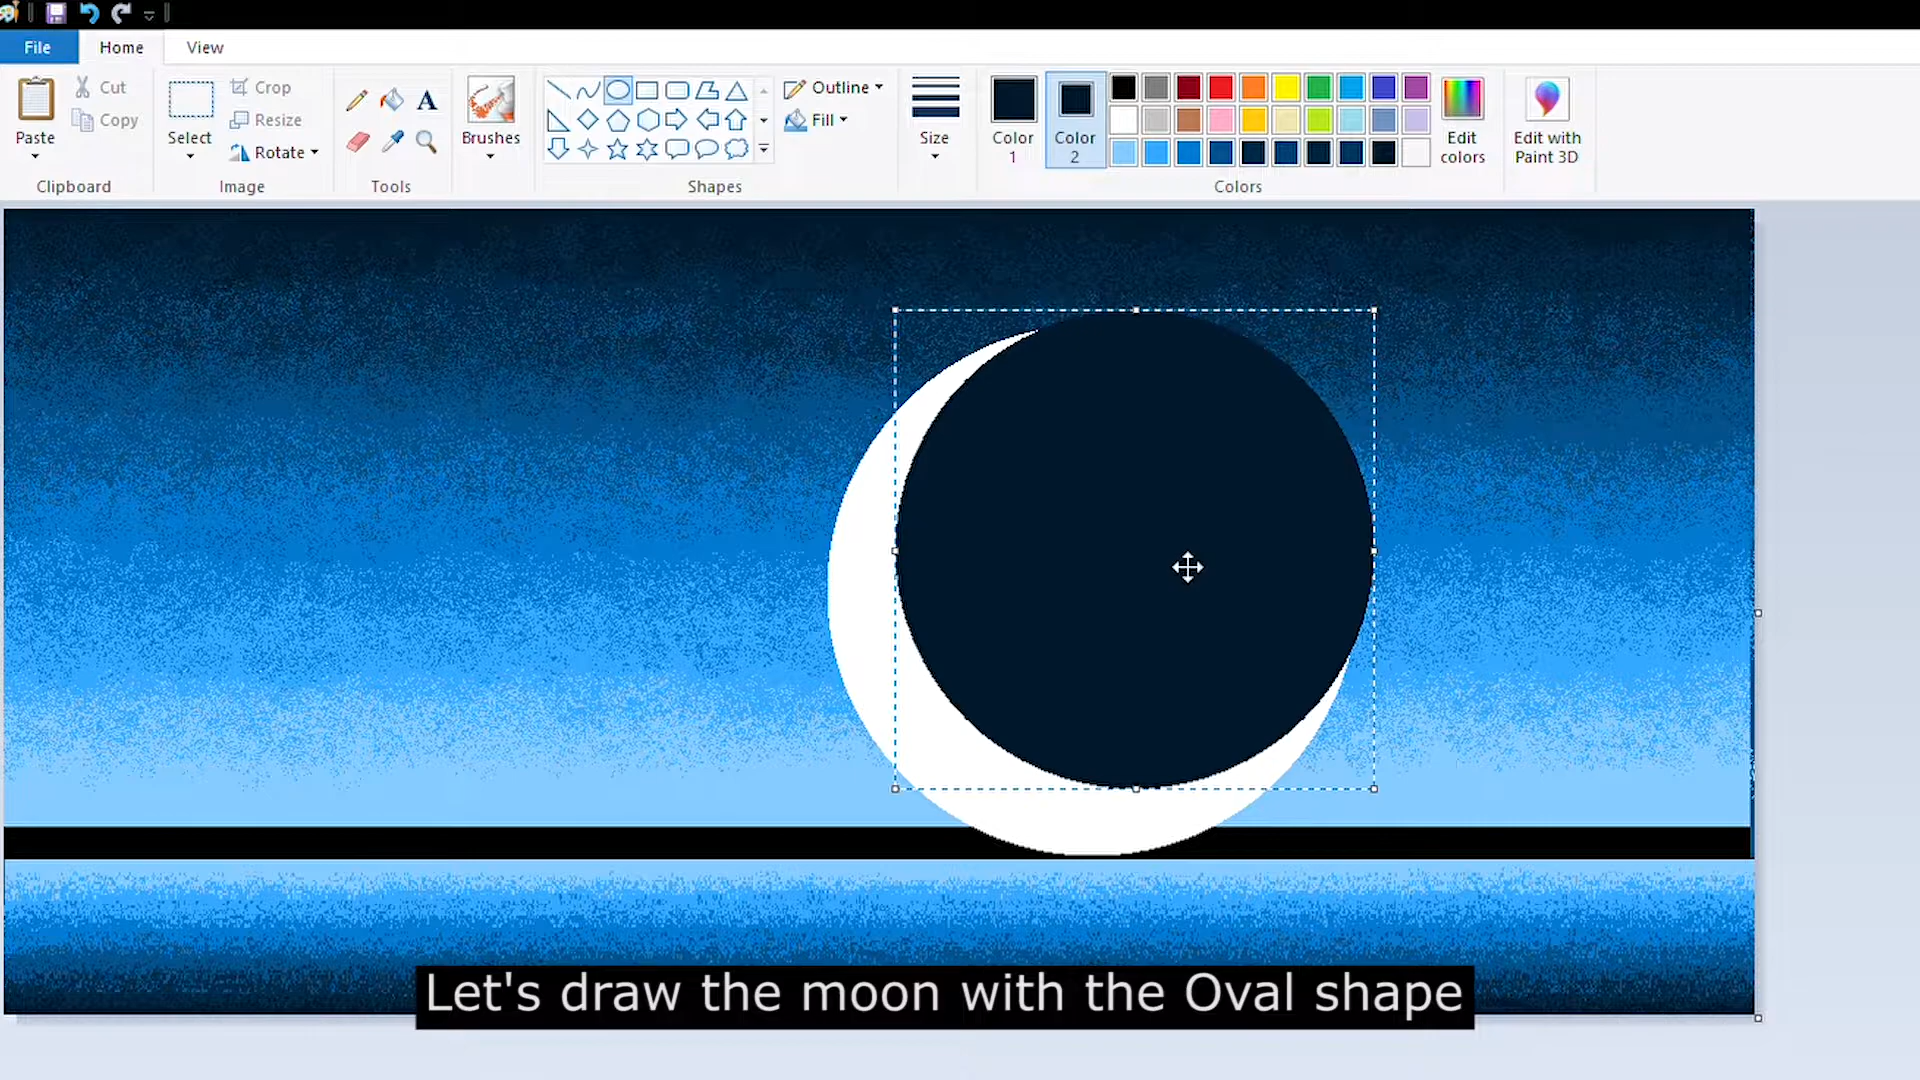 File Home View
Paste
Cut
Copy
Clipboard
Select
Crop
Resize
Rotate
Image
A
Tools
Brushes
Outline
Fill
Shapes
Size
Color
1
Color
2
Edit
colors
Colors
Edit with
Paint 3D
Let's draw the moon with the Oval shape